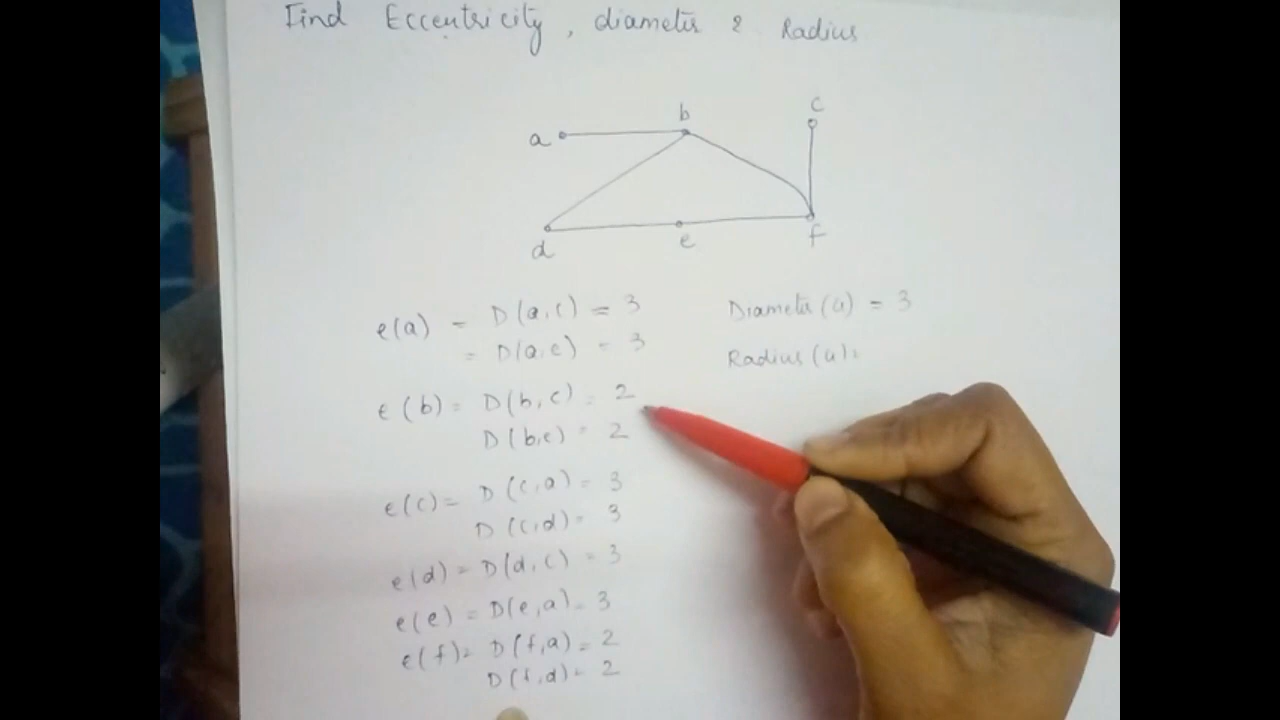 Find Eccentricity, diameter & Radius
a
b
c
d
e
f
e(a) = D(a,c) = 3
= D(a,e) = 3
e(b) = D(b,c) = 2
D(b,e) = 2
e(c) = D(c,a) = 3
D(c,d) = 3
e(d) = D(d,c) = 3
e(e) = D(e,a) = 3
e(f) = D(f,a) = 2
D(f,d) = 2
Diameter(G) = 3
Radius(G) =